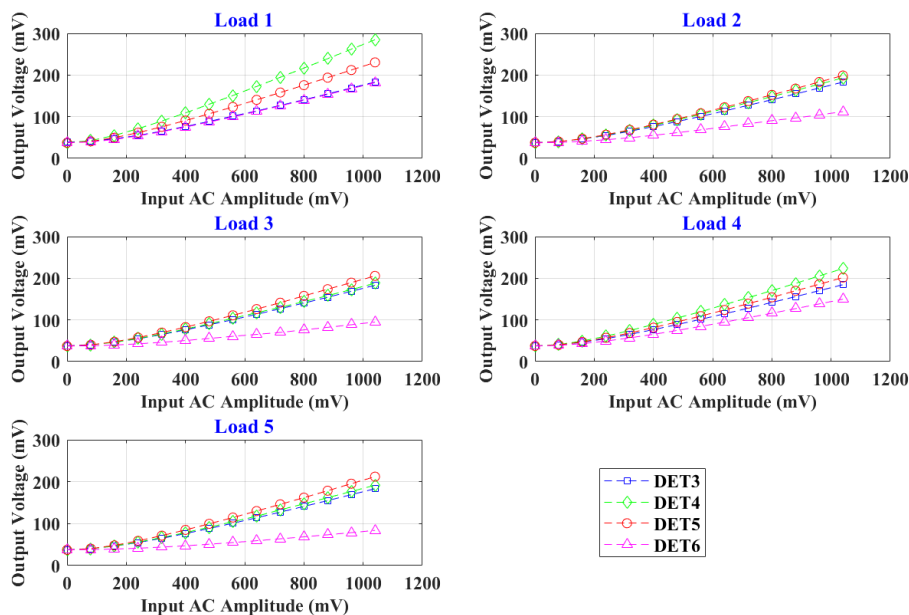 Load 1
Output Voltage (mV)
300
200
100
0
0 200 400 600 800 1000 1200
Input AC Amplitude (mV)
Load 2
Output Voltage (mV)
300
200
100
0
0 200 400 600 800 1000 1200
Input AC Amplitude (mV)
Load 3
Output Voltage (mV)
300
200
100
0
0 200 400 600 800 1000 1200
Input AC Amplitude (mV)
Load 4
Output Voltage (mV)
300
200
100
0
0 200 400 600 800 1000 1200
Input AC Amplitude (mV)
Load 5
Output Voltage (mV)
300
200
100
0
0 200 400 600 800 1000 1200
Input AC Amplitude (mV)
DET3
DET4
DET5
DET6